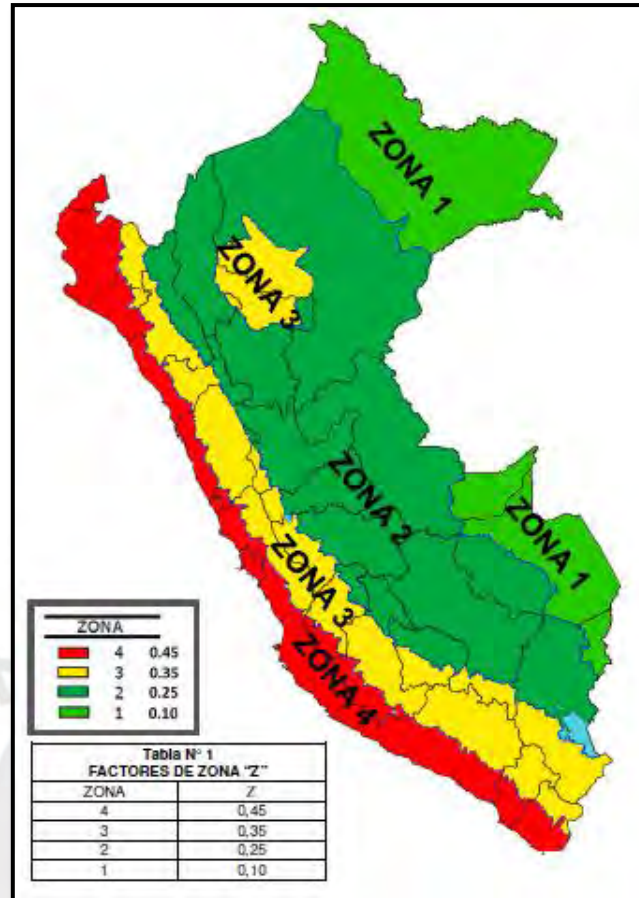 ZONA 1
ZONA 3
ZONA 2
ZONA 1
ZONA 3
ZONA 4
ZONA
4 0.45
3 0.35
2 0.25
1 0.10
Tabla N° 1
FACTORES DE ZONA "Z"
ZONA Z
4 0,45
3 0,35
2 0,25
1 0,10